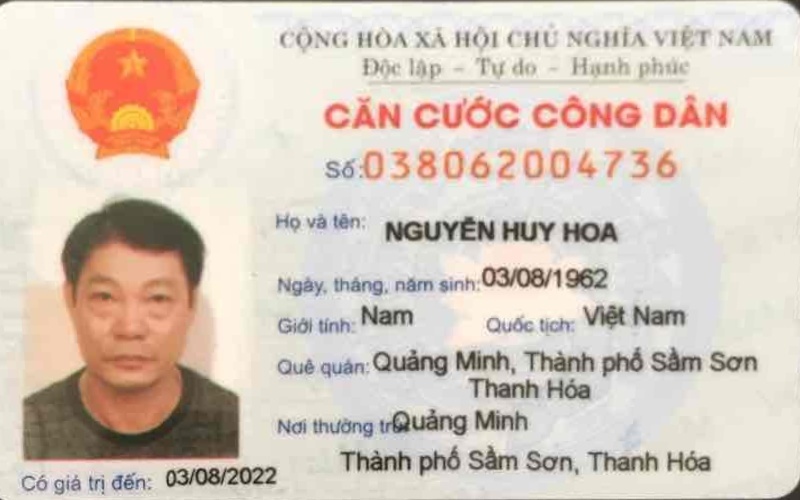 CỘNG HÒA XÃ HỘI CHỦ NGHĨA VIỆT NAM
Độc lập - Tự do - Hạnh phúc
CĂN CƯỚC CÔNG DÂN
Số: 038062004736
Họ và tên: NGUYỄN HUY HOA
Ngày, tháng, năm sinh: 03/08/1962
Giới tính: Nam Quốc tịch: Việt Nam
Quê quán: Quảng Minh, Thành phố Sầm Sơn
Thanh Hóa
Nơi thường trú: Quảng Minh
Thành phố Sầm Sơn, Thanh Hóa
Có giá trị đến: 03/08/2022